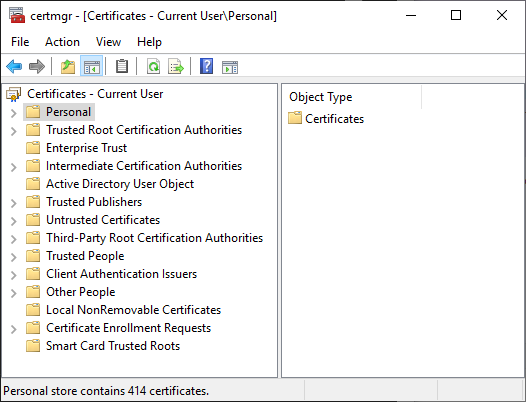 certmgr - [Certificates - Current User\Personal]
File Action View Help
Certificates - Current User
Personal
Trusted Root Certification Authorities
Enterprise Trust
Intermediate Certification Authorities
Active Directory User Object
Trusted Publishers
Untrusted Certificates
Third-Party Root Certification Authorities
Trusted People
Client Authentication Issuers
Other People
Local NonRemovable Certificates
Certificate Enrollment Requests
Smart Card Trusted Roots
Object Type
Certificates
Personal store contains 414 certificates.